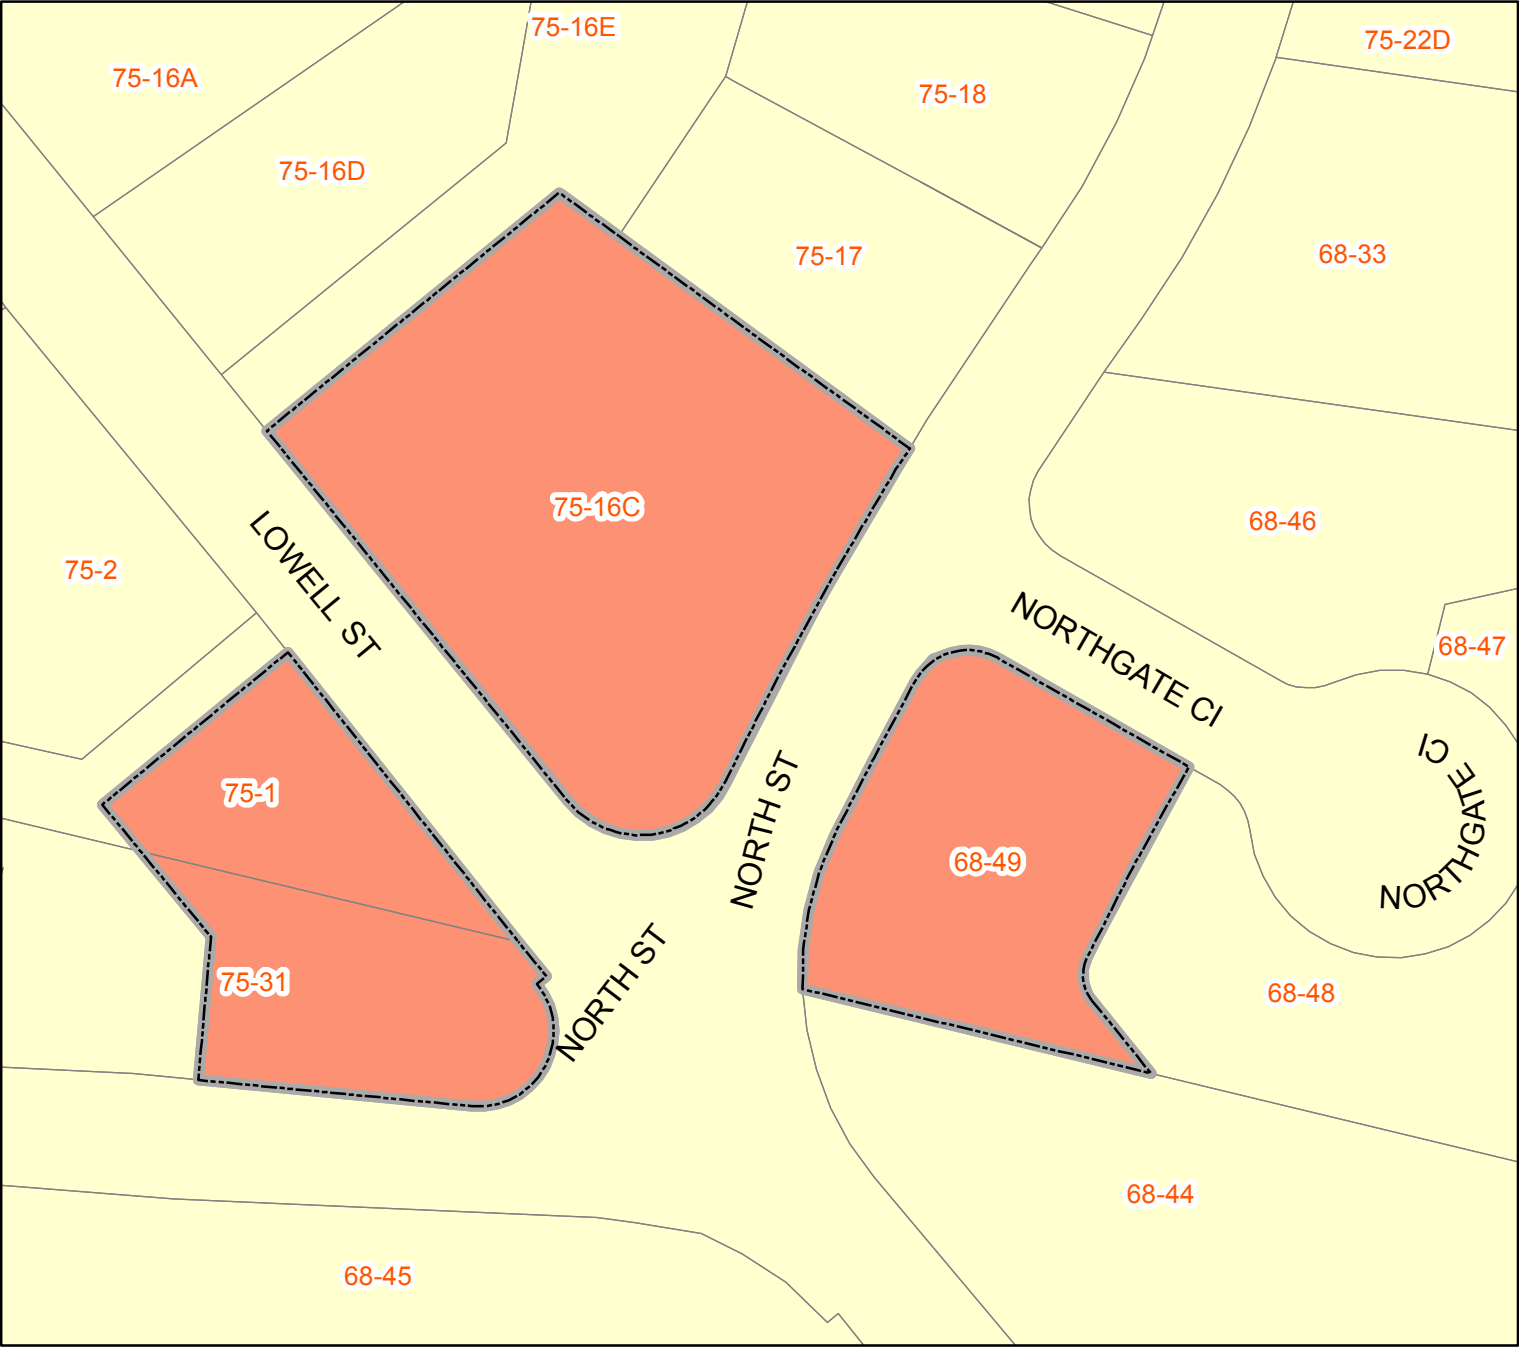 75-16E
75-22D
75-16A
75-18
75-16D
75-17
68-33
75-16C
68-46
75-2
LOWELL ST
NORTHGATE CI
68-47
NORTHGATE CI
75-1
NORTH ST
68-49
75-31
NORTH ST
68-48
68-44
68-45